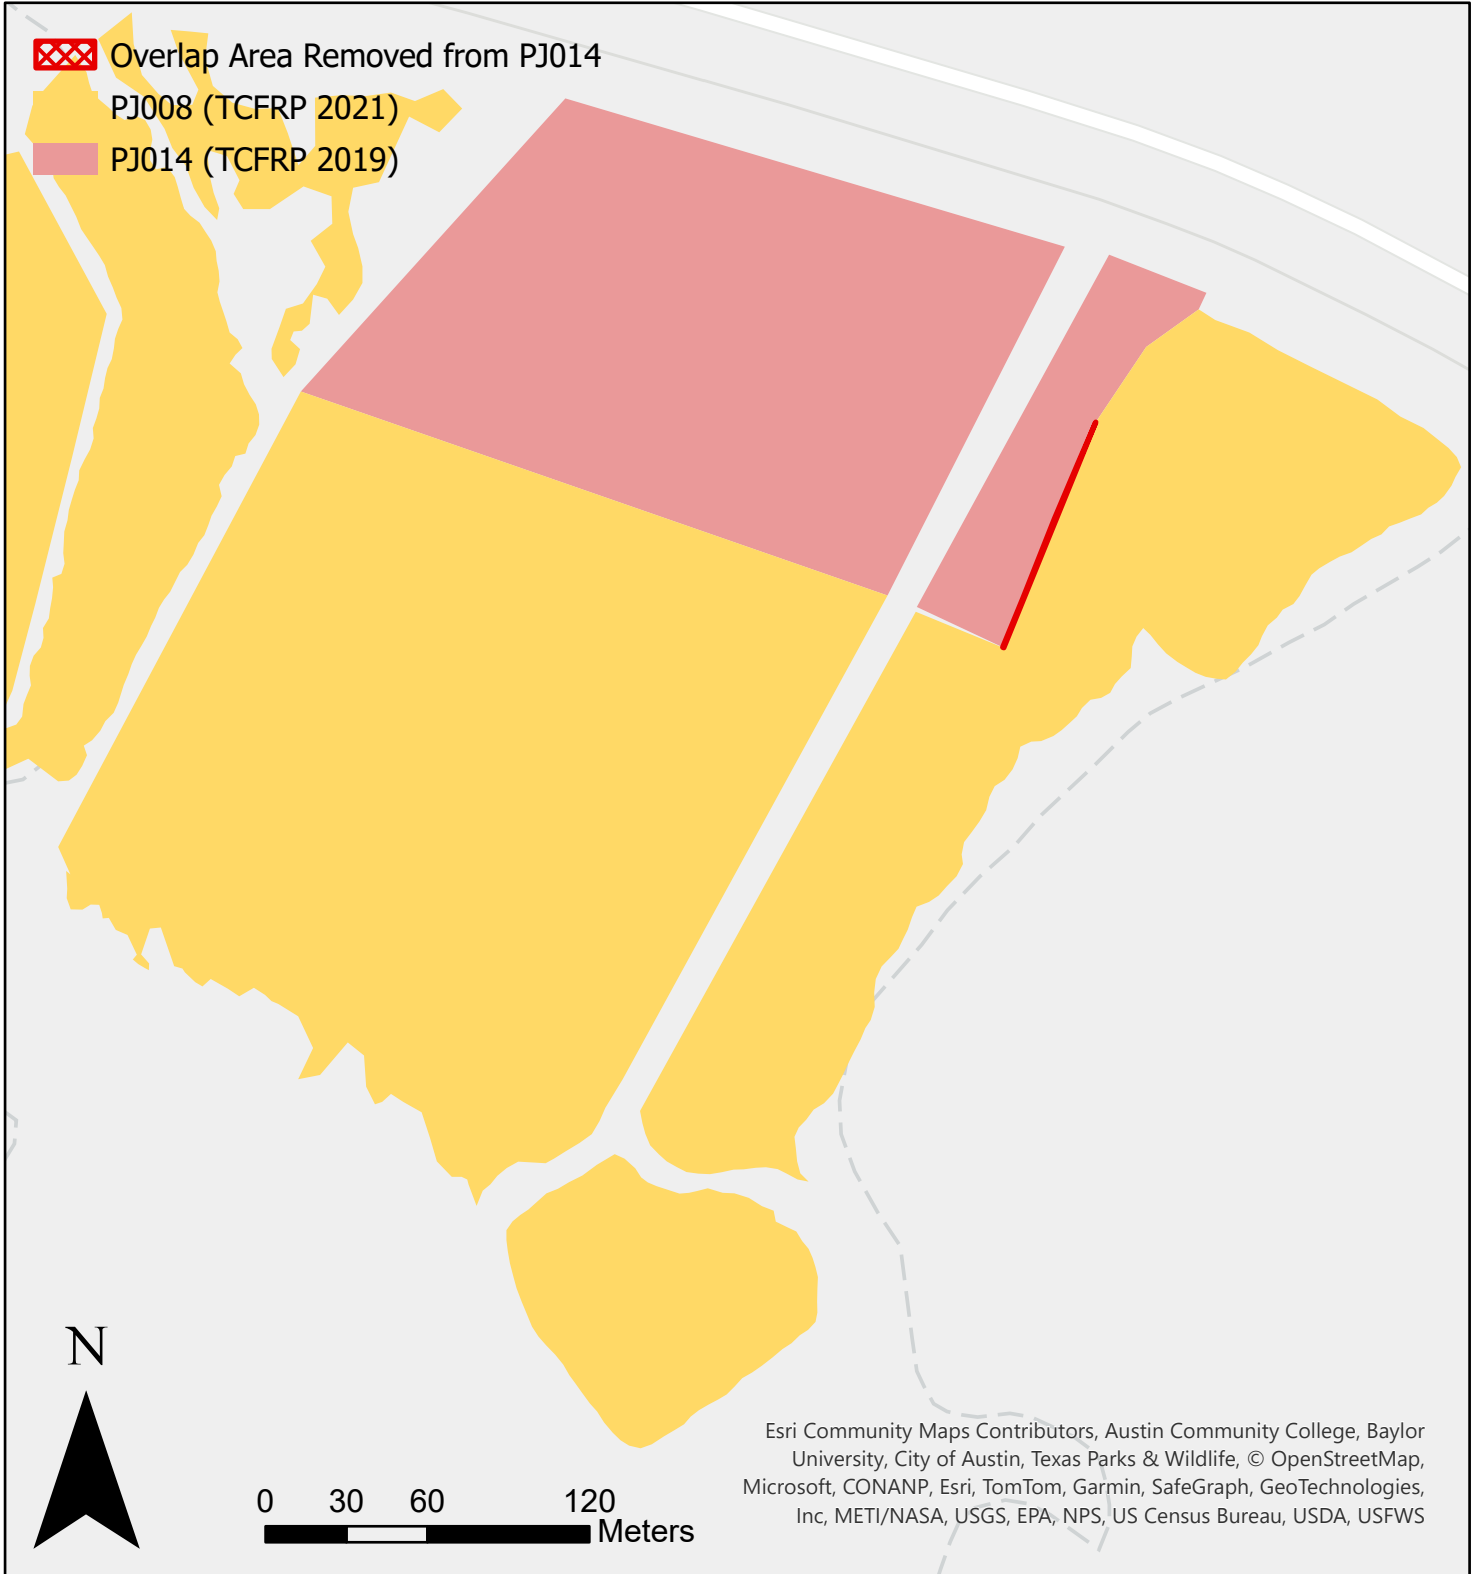 Overlap Area Removed from PJ014
PJ008 (TCFRP 2021)
PJ014 (TCFRP 2019)
N
0 30 60 120
Meters
Esri Community Maps Contributors, Austin Community College, Baylor
University, City of Austin, Texas Parks & Wildlife, © OpenStreetMap,
Microsoft, CONANP, Esri, TomTom, Garmin, SafeGraph, GeoTechnologies,
Inc, METI/NASA, USGS, EPA, NPS, US Census Bureau, USDA, USFWS